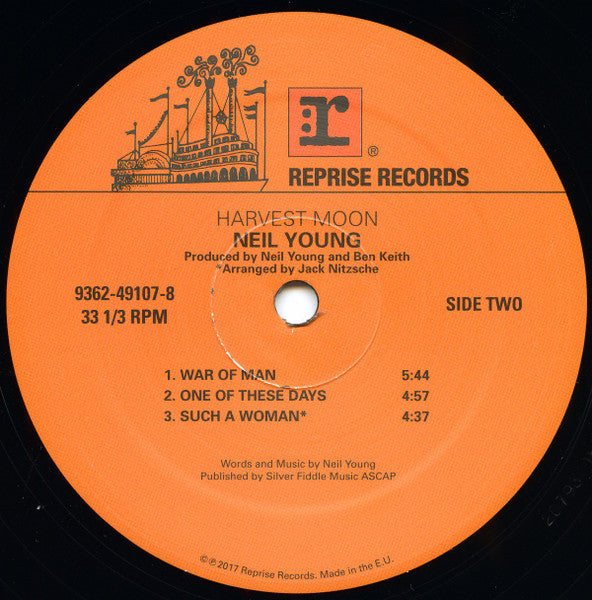 r
®
REPRISE RECORDS
HARVEST MOON
NEIL YOUNG
Produced by Neil Young and Ben Keith
*Arranged by Jack Nitzsche
9362-49107-8
33 1/3 RPM
SIDE TWO
1. WAR OF MAN 5:44
2. ONE OF THESE DAYS 4:57
3. SUCH A WOMAN* 4:37
Words and Music by Neil Young
Published by Silver Fiddle Music ASCAP
©℗2017 Reprise Records. Made in the E.U.